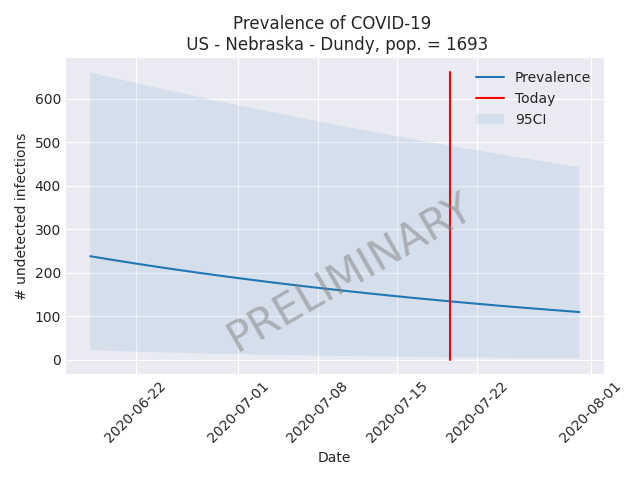 Prevalence of COVID-19
US - Nebraska - Dundy, pop. = 1693
Prevalence
Today
95CI
# undetected infections
600
500
400
300
200
100
0
PRELIMINARY
2020-06-22
2020-07-01
2020-07-08
2020-07-15
2020-07-22
2020-08-01
Date